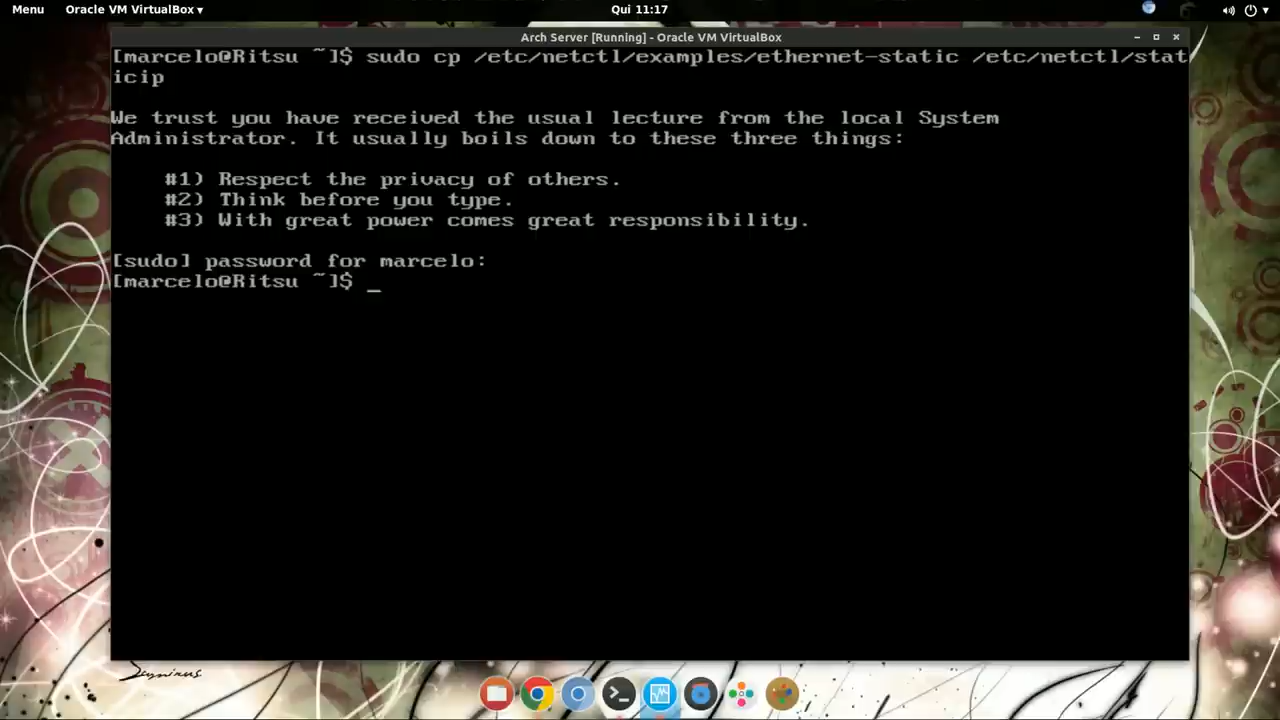 Menu Oracle VM VirtualBox ▾ Qui 11:17
Arch Server [Running] - Oracle VM VirtualBox
[marcelo@Ritsu ~]$ sudo cp /etc/netctl/examples/ethernet-static /etc/netctl/stat
icip
We trust you have received the usual lecture from the local System
Administrator. It usually boils down to these three things:
#1) Respect the privacy of others.
#2) Think before you type.
#3) With great power comes great responsibility.
[sudo] password for marcelo:
[marcelo@Ritsu ~]$ _